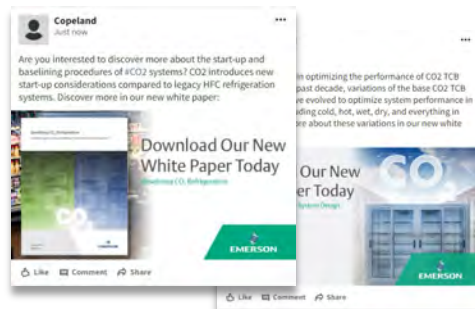 Copeland
Just now
Are you interested to discover more about the start-up and
baselining procedures of #CO2 systems? CO2 introduces new
start-up considerations compared to legacy HFC refrigeration
systems. Discover more in our new white paper:
Download Our New
White Paper Today
CO₂
EMERSON
Like Comment Share
in optimizing the performance of CO2 TCB
past decade, variations of the base CO2 TCB
ve evolved to optimize system performance in
ding cold, hot, wet, dry, and everything in
re about these variations in our new white
Our New
er Today
System Design
CO₂
EMERSON
Like Comment Share